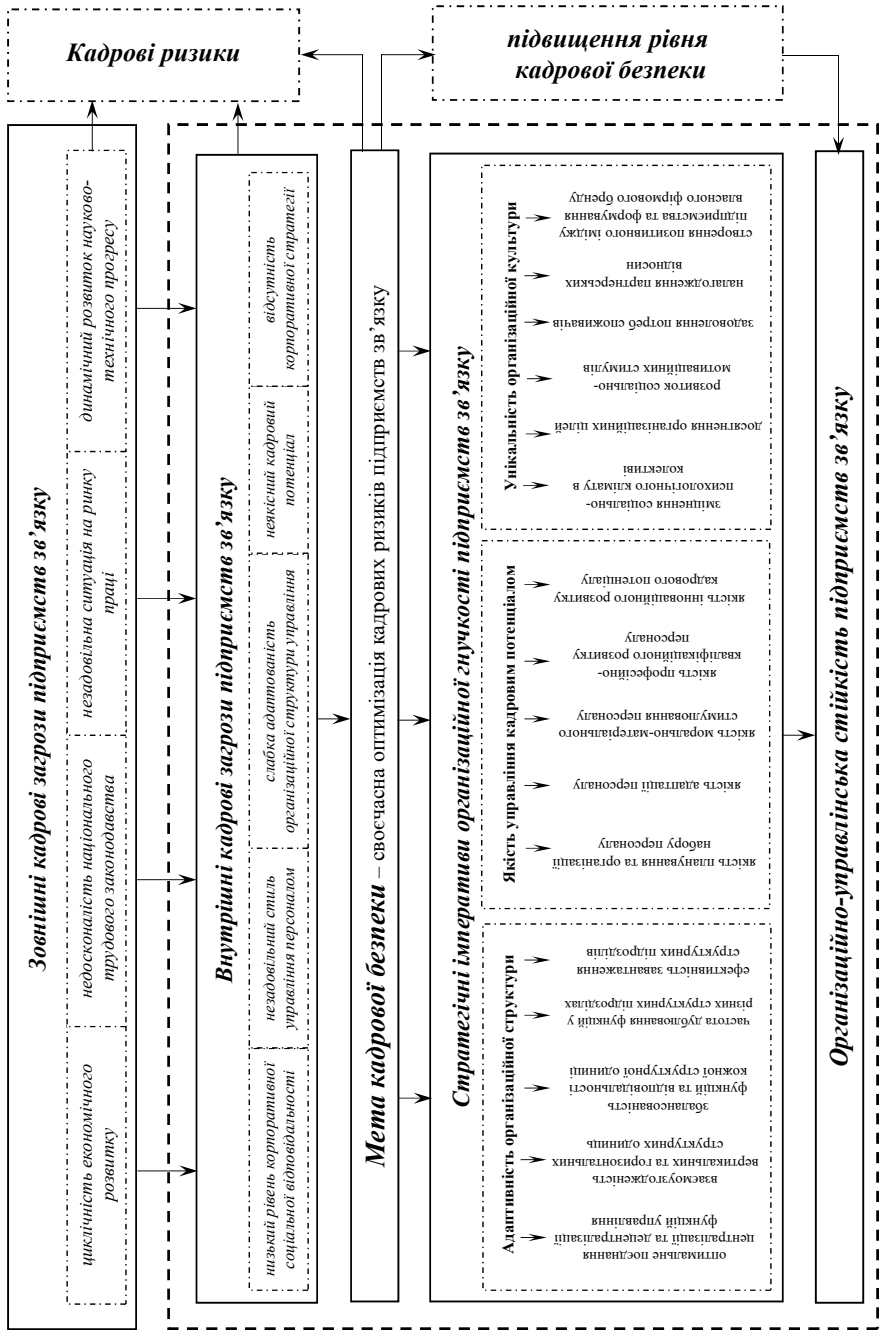 Кадрові ризики
підвищення рівня
кадрової безпеки
Зовнішні кадрові загрози підприємств зв’язку
циклічність економічного
розвитку
недосконалість національного
трудового законодавства
незадовільна ситуація на ринку
праці
динамічний розвиток науково-
технічного прогресу
Внутрішні кадрові загрози підприємств зв’язку
низький рівень корпоративної
соціальної відповідальності
незадовільний стиль
управління персоналом
слабка адаптованість
організаційної структури управління
неякісний кадровий
потенціал
відсутність
корпоративної стратегії
Мета кадрової безпеки – своєчасна оптимізація кадрових ризиків підприємств зв’язку
Стратегічні імперативи організаційної гнучкості підприємств зв’язку
Адаптивність організаційної структури
оптимальне поєднання
централізації та децентралізації
функцій управління
взаємоузгодженість
вертикальних та горизонтальних
структурних одиниць
збалансованість
функцій та відповідальності
кожної структурної одиниці
частота дублювання функцій у
різних структурних підрозділах
ефективність завантаження
структурних підрозділів
Якість управління кадровим потенціалом
якість планування та організації
набору персоналу
якість адаптації персоналу
якість морально-матеріального
стимулювання персоналу
якість професійно-
кваліфікаційного розвитку
персоналу
якість інноваційного розвитку
кадрового потенціалу
Унікальність організаційної культури
зміцнення соціально-
психологічного клімату в
колективі
досягнення організаційних цілей
розвиток соціально-
мотиваційних стимулів
задоволення потреб споживачів
налагодження партнерських
відносин
створення позитивного іміджу
підприємства та формування
власного фірмового бренду
Організаційно-управлінська стійкість підприємств зв’язку